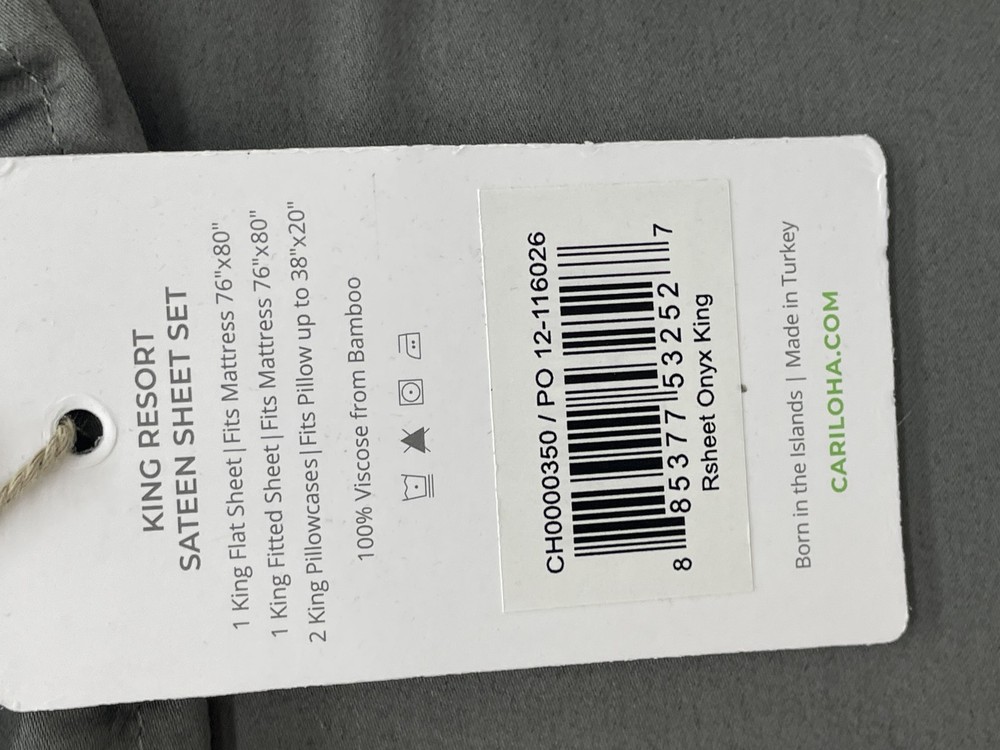 KING RESORT
SATEEN SHEET SET
1 King Flat Sheet|Fits Mattress 76"x80"
1 King Fitted Sheet|Fits Mattress 76"x80"
2 King Pillowcases|Fits Pillow up to 38"x20"
100% Viscose from Bamboo
CH0000350 / PO 12-116026
8 85377 53252 7
Rsheet Onyx King
Born in the Islands | Made in Turkey
CARILOHA.COM